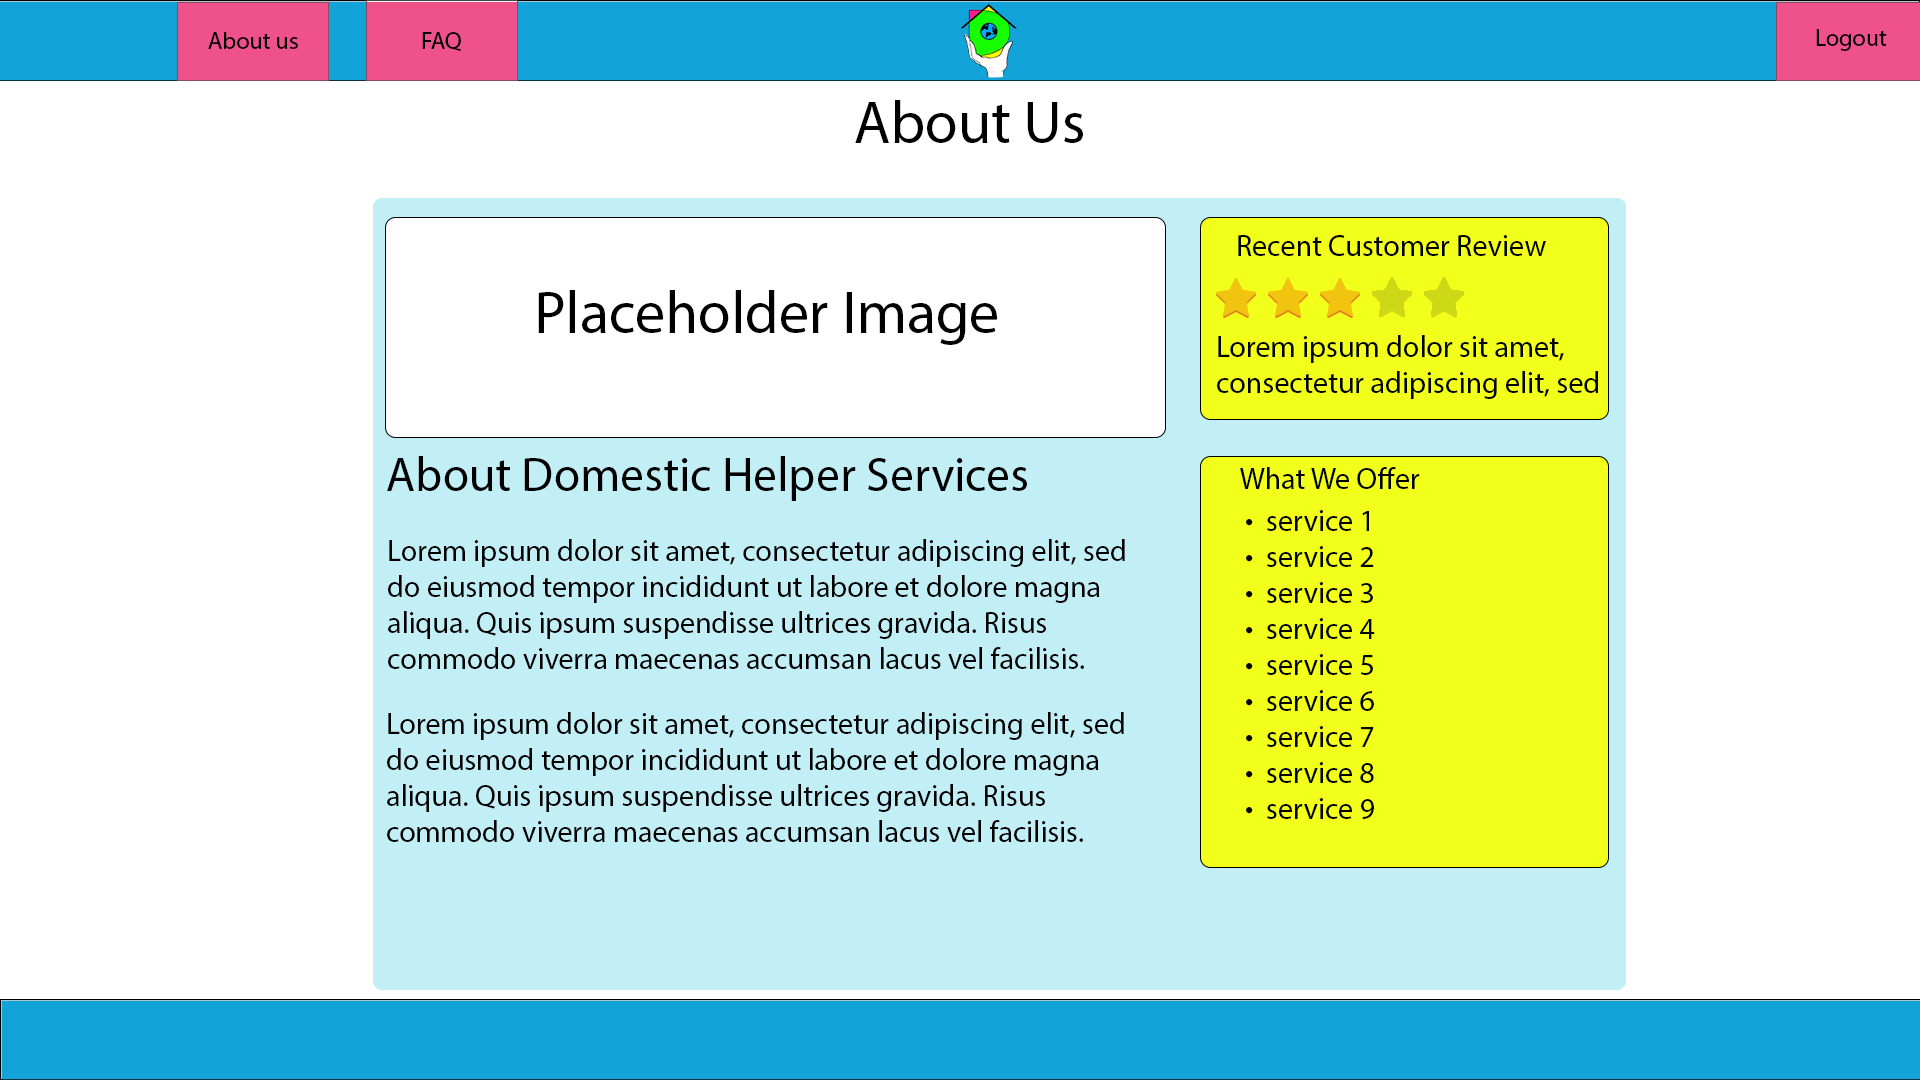 About us
FAQ
Logout
About Us
Placeholder Image
About Domestic Helper Services
Lorem ipsum dolor sit amet, consectetur adipiscing elit, sed
do eiusmod tempor incididunt ut labore et dolore magna
aliqua. Quis ipsum suspendisse ultrices gravida. Risus
commodo viverra maecenas accumsan lacus vel facilisis.
Lorem ipsum dolor sit amet, consectetur adipiscing elit, sed
do eiusmod tempor incididunt ut labore et dolore magna
aliqua. Quis ipsum suspendisse ultrices gravida. Risus
commodo viverra maecenas accumsan lacus vel facilisis.
Recent Customer Review
Lorem ipsum dolor sit amet,
consectetur adipiscing elit, sed
What We Offer
• service 1
• service 2
• service 3
• service 4
• service 5
• service 6
• service 7
• service 8
• service 9